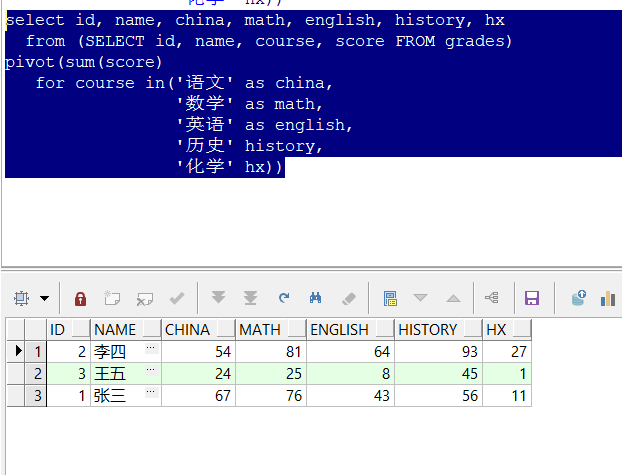 select id, name, china, math, english, history, hx
from (SELECT id, name, course, score FROM grades)
pivot(sum(score)
for course in('语文' as china,
'数学' as math,
'英语' as english,
'历史' history,
'化学' hx))
ID NAME CHINA MATH ENGLISH HISTORY HX
1 2 李四 ... 54 81 64 93 27
2 3 王五 ... 24 25 8 45 1
3 1 张三 ... 67 76 43 56 11